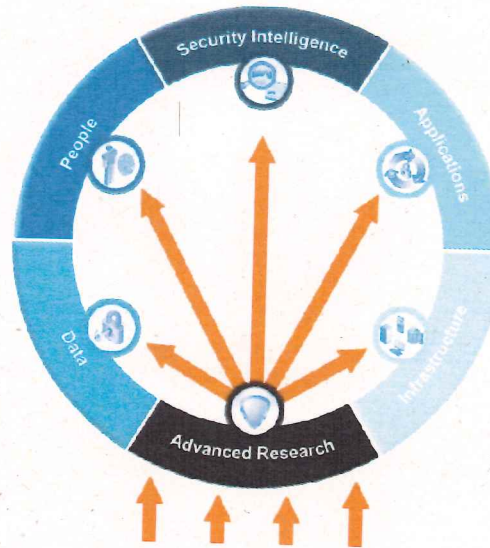 Security Intelligence
People
Applications
Data
Infrastructure
Advanced Research